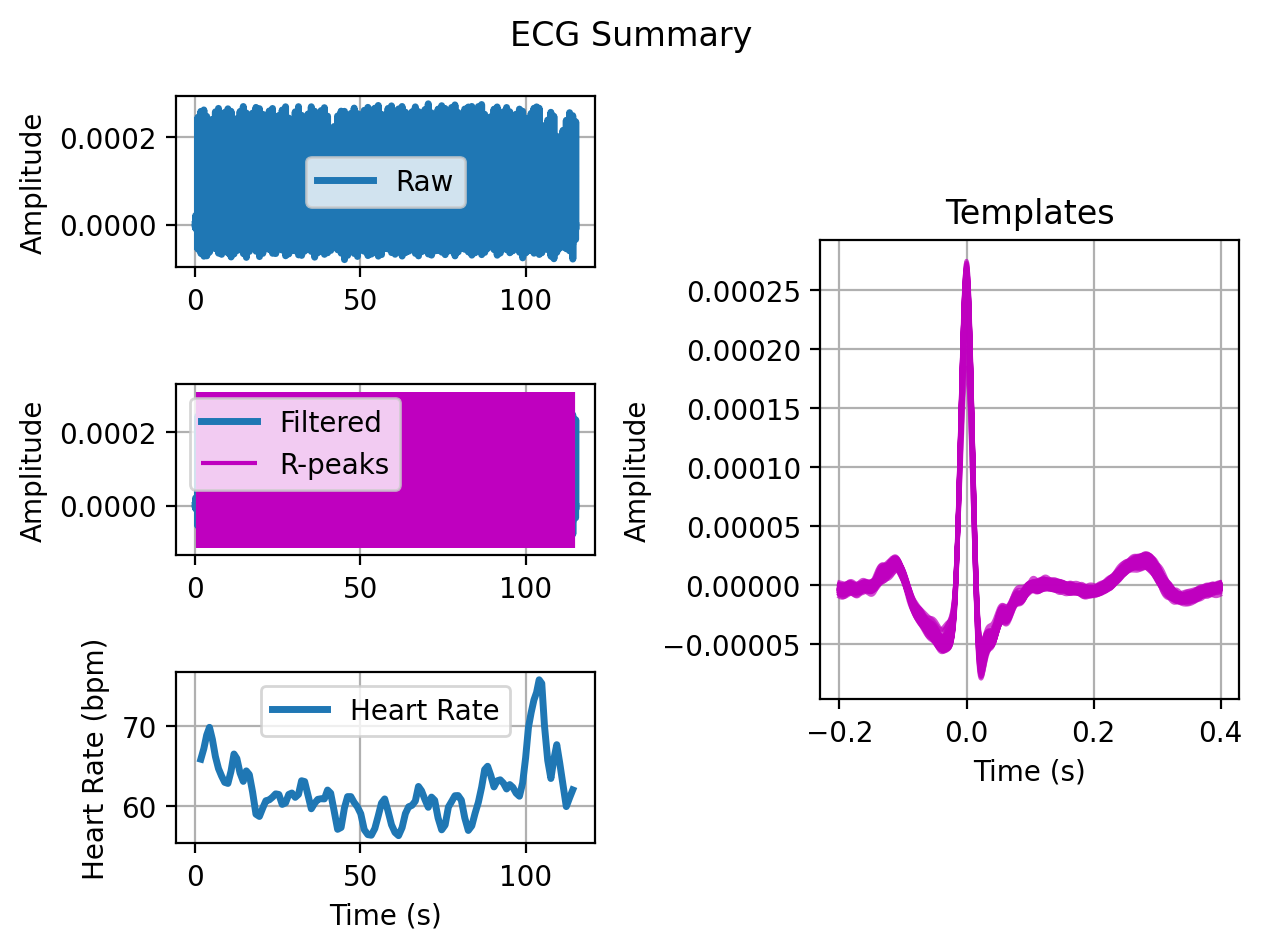 ECG Summary
Amplitude
0.0002
0.0000
Raw
0
50
100
Amplitude
0.0002
0.0000
Filtered
R-peaks
0
50
100
Heart Rate (bpm)
70
60
Heart Rate
0
50
100
Time (s)
Templates
Amplitude
0.00025
0.00020
0.00015
0.00010
0.00005
0.00000
−0.00005
−0.2
0.0
0.2
0.4
Time (s)